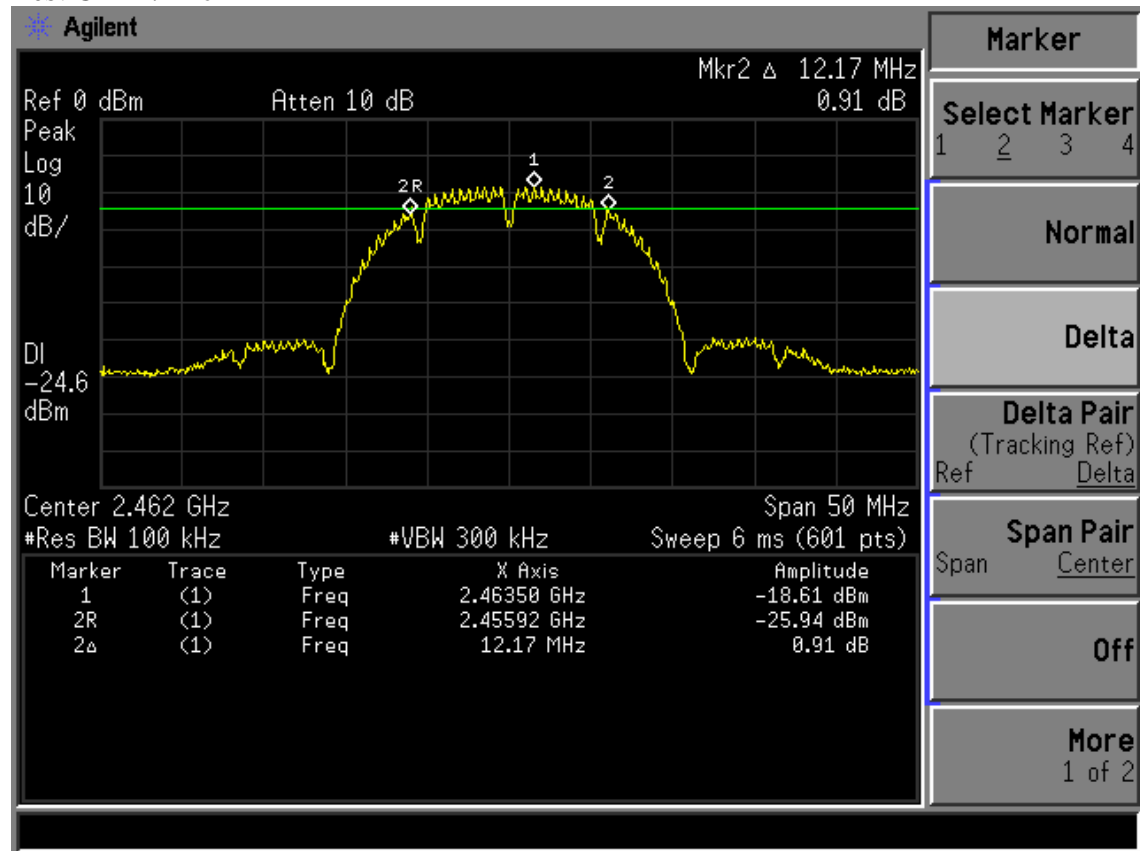 Agilent
Mkr2 Δ 12.17 MHz
Ref 0 dBm Atten 10 dB 0.91 dB
Peak
Log
10
dB/
1
2R
2
DI
-24.6
dBm
Center 2.462 GHz Span 50 MHz
#Res BW 100 kHz #VBW 300 kHz Sweep 6 ms (601 pts)
Marker Trace Type X Axis Amplitude
1 (1) Freq 2.46350 GHz -18.61 dBm
2R (1) Freq 2.45592 GHz -25.94 dBm
2Δ (1) Freq 12.17 MHz 0.91 dB
Marker
Select Marker
1 2 3 4
Normal
Delta
Delta Pair
(Tracking Ref)
Ref Delta
Span Pair
Span Center
Off
More
1 of 2